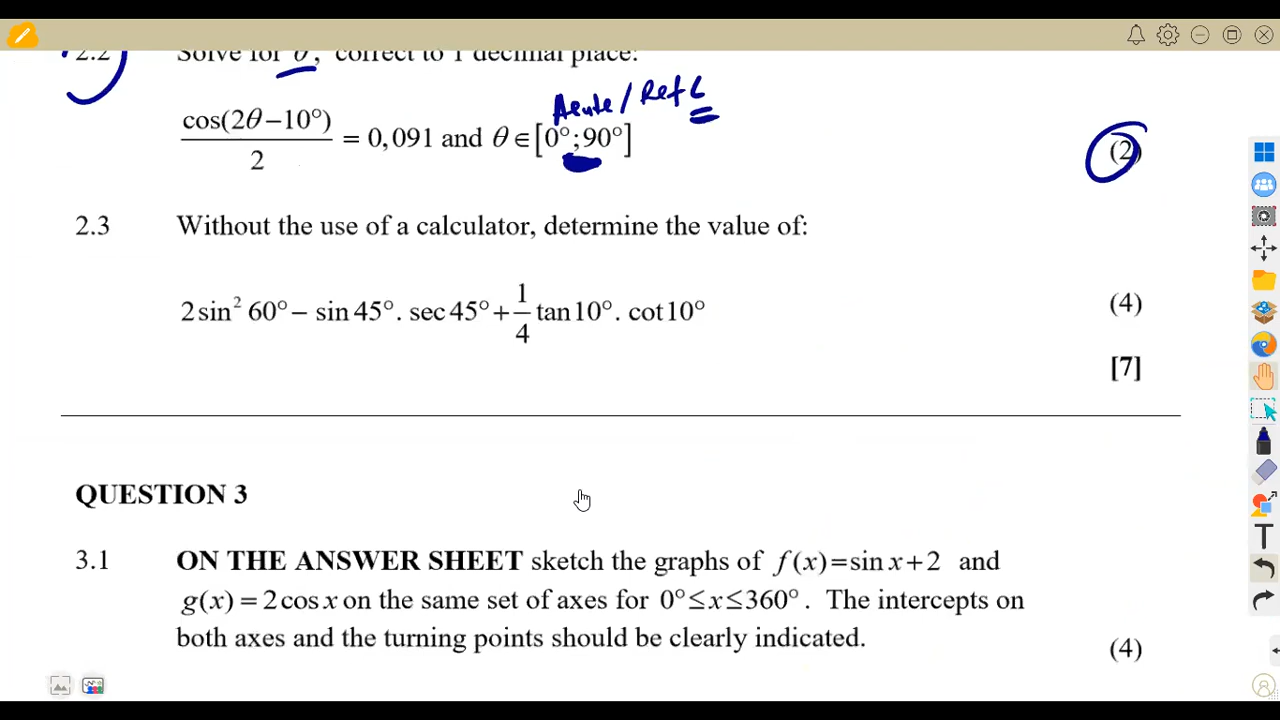 2.2 Solve for θ, correct to 1 decimal place:
Acute / Ref ∠
cos(2θ−10°)/2 = 0,091 and θ∈[0°;90°] (2)
2.3 Without the use of a calculator, determine the value of:
2sin² 60° − sin 45°. sec 45° + 1/4 tan 10°. cot 10° (4)
[7]
QUESTION 3
3.1 ON THE ANSWER SHEET sketch the graphs of f(x)=sin x+2 and
g(x) = 2cos x on the same set of axes for 0°≤x≤360°. The intercepts on
both axes and the turning points should be clearly indicated. (4)